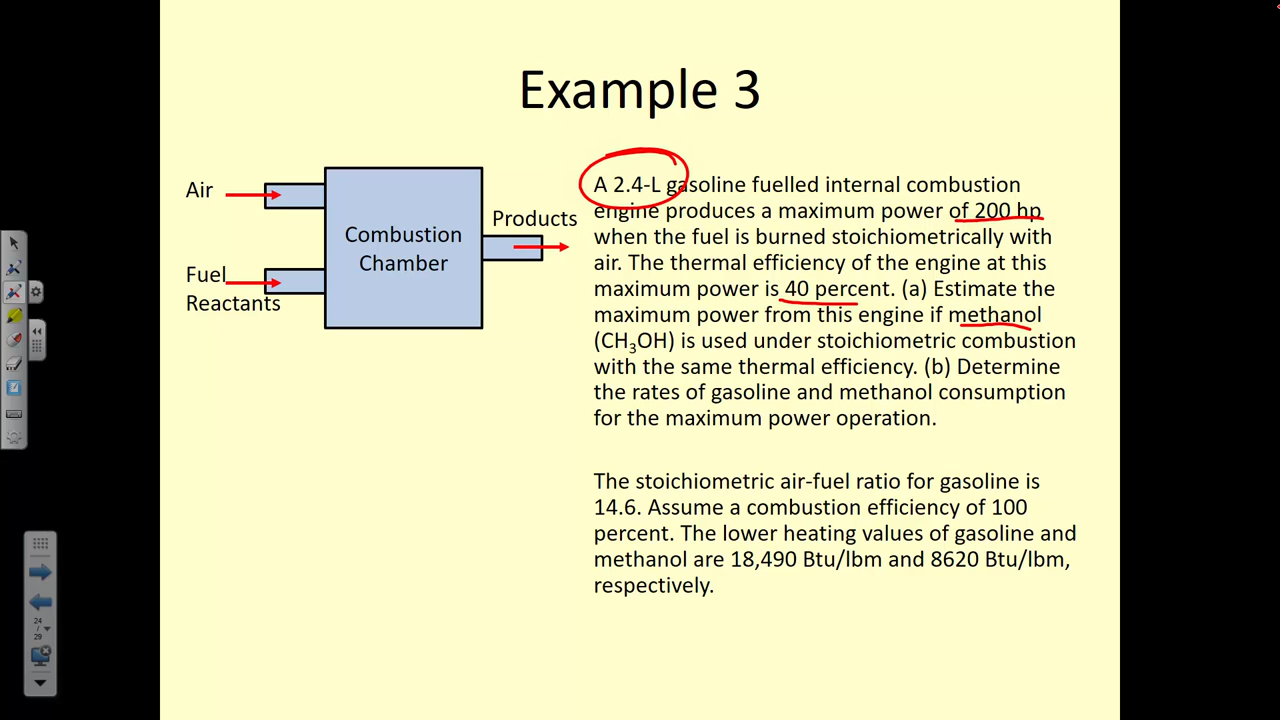 Example 3
Air
Fuel
Reactants
Combustion
Chamber
Products
A 2.4-L gasoline fuelled internal combustion
engine produces a maximum power of 200 hp
when the fuel is burned stoichiometrically with
air. The thermal efficiency of the engine at this
maximum power is 40 percent. (a) Estimate the
maximum power from this engine if methanol
(CH₃OH) is used under stoichiometric combustion
with the same thermal efficiency. (b) Determine
the rates of gasoline and methanol consumption
for the maximum power operation.
The stoichiometric air-fuel ratio for gasoline is
14.6. Assume a combustion efficiency of 100
percent. The lower heating values of gasoline and
methanol are 18,490 Btu/lbm and 8620 Btu/lbm,
respectively.
24
/
29